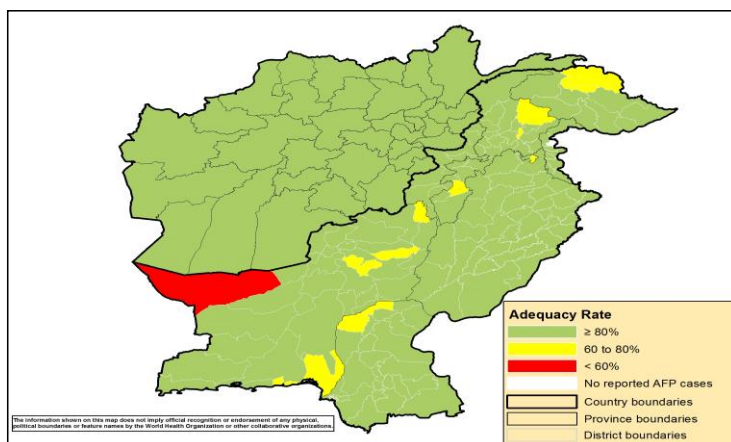 Adequacy Rate
≥ 80%
60 to 80%
< 60%
No reported AFP cases
Country boundaries
Province boundaries
District boundaries
The information shown on this map does not imply official recognition or endorsement of any physical,
political boundaries or feature names by the World Health Organization or other collaborative organizations.